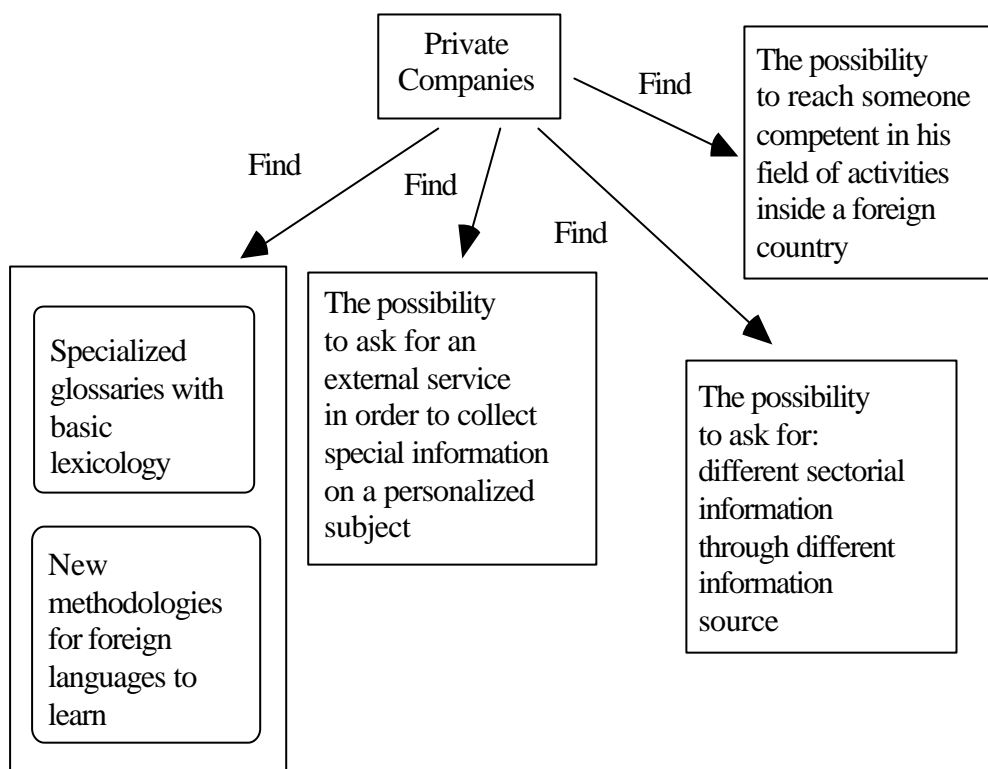 Private
Companies
Find
The possibility
to reach someone
competent in his
field of activities
inside a foreign
country
Find
Find
Find
Specialized
glossaries with
basic
lexicology
New
methodologies
for foreign
languages to
learn
The possibility
to ask for an
external service
in order to collect
special information
on a personalized
subject
The possibility
to ask for:
different sectorial
information
through different
information
source